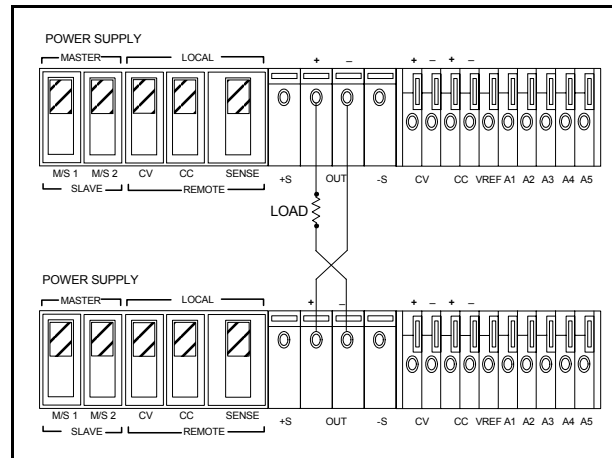 POWER SUPPLY
MASTER LOCAL + – + – + –
M/S 1 M/S 2 CV CC SENSE
SLAVE REMOTE +S OUT -S CV CC VREF A1 A2 A3 A4 A5
LOAD
POWER SUPPLY
MASTER LOCAL + – + – + –
M/S 1 M/S 2 CV CC SENSE
SLAVE REMOTE +S OUT -S CV CC VREF A1 A2 A3 A4 A5